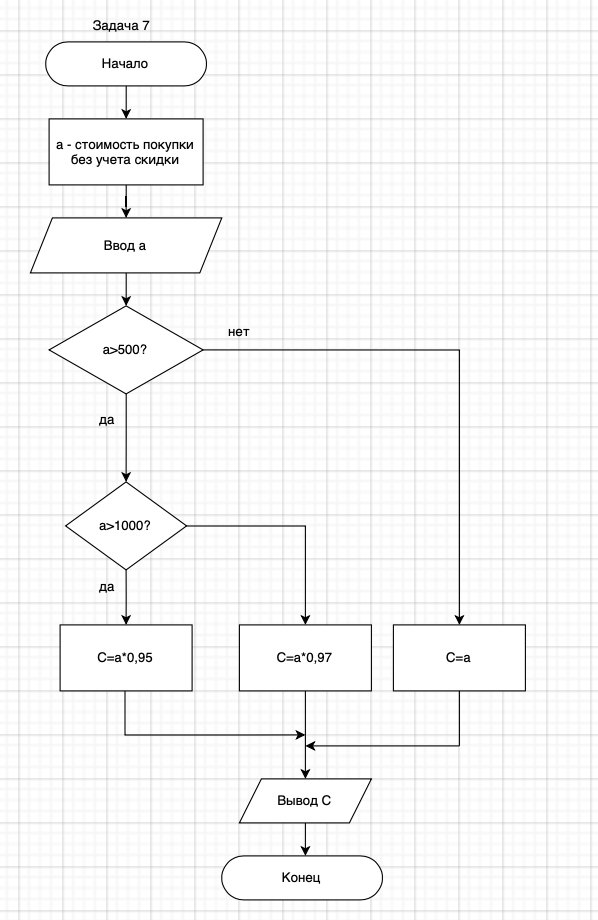 Задача 7
Начало
a - стоимость покупки
без учета скидки
Ввод a
a>500?
нет
да
a>1000?
да
C=a*0,95
C=a*0,97
C=a
Вывод C
Конец